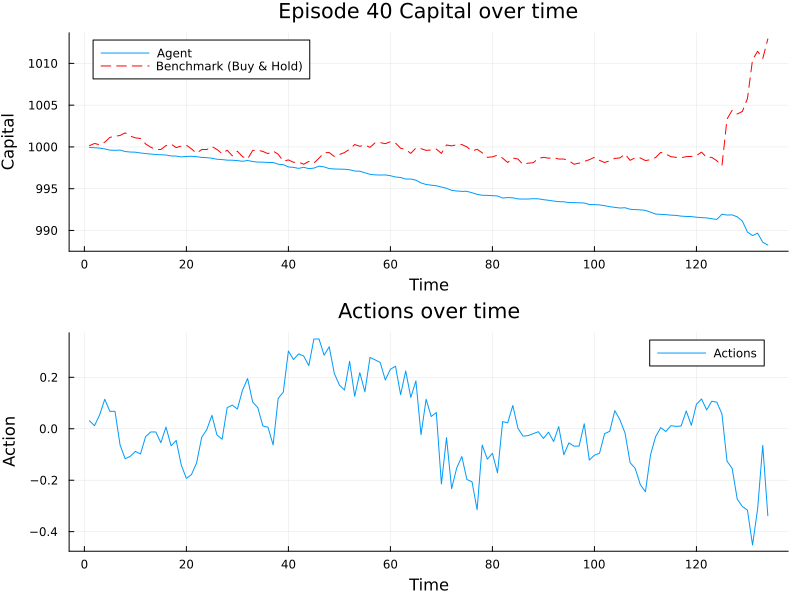 Episode 40 Capital over time
Agent
Benchmark (Buy & Hold)
Capital
1010
1005
1000
995
990
0 20 40 60 80 100 120
Time
Actions over time
Actions
Action
0.2
0.0
−0.2
−0.4
0 20 40 60 80 100 120
Time